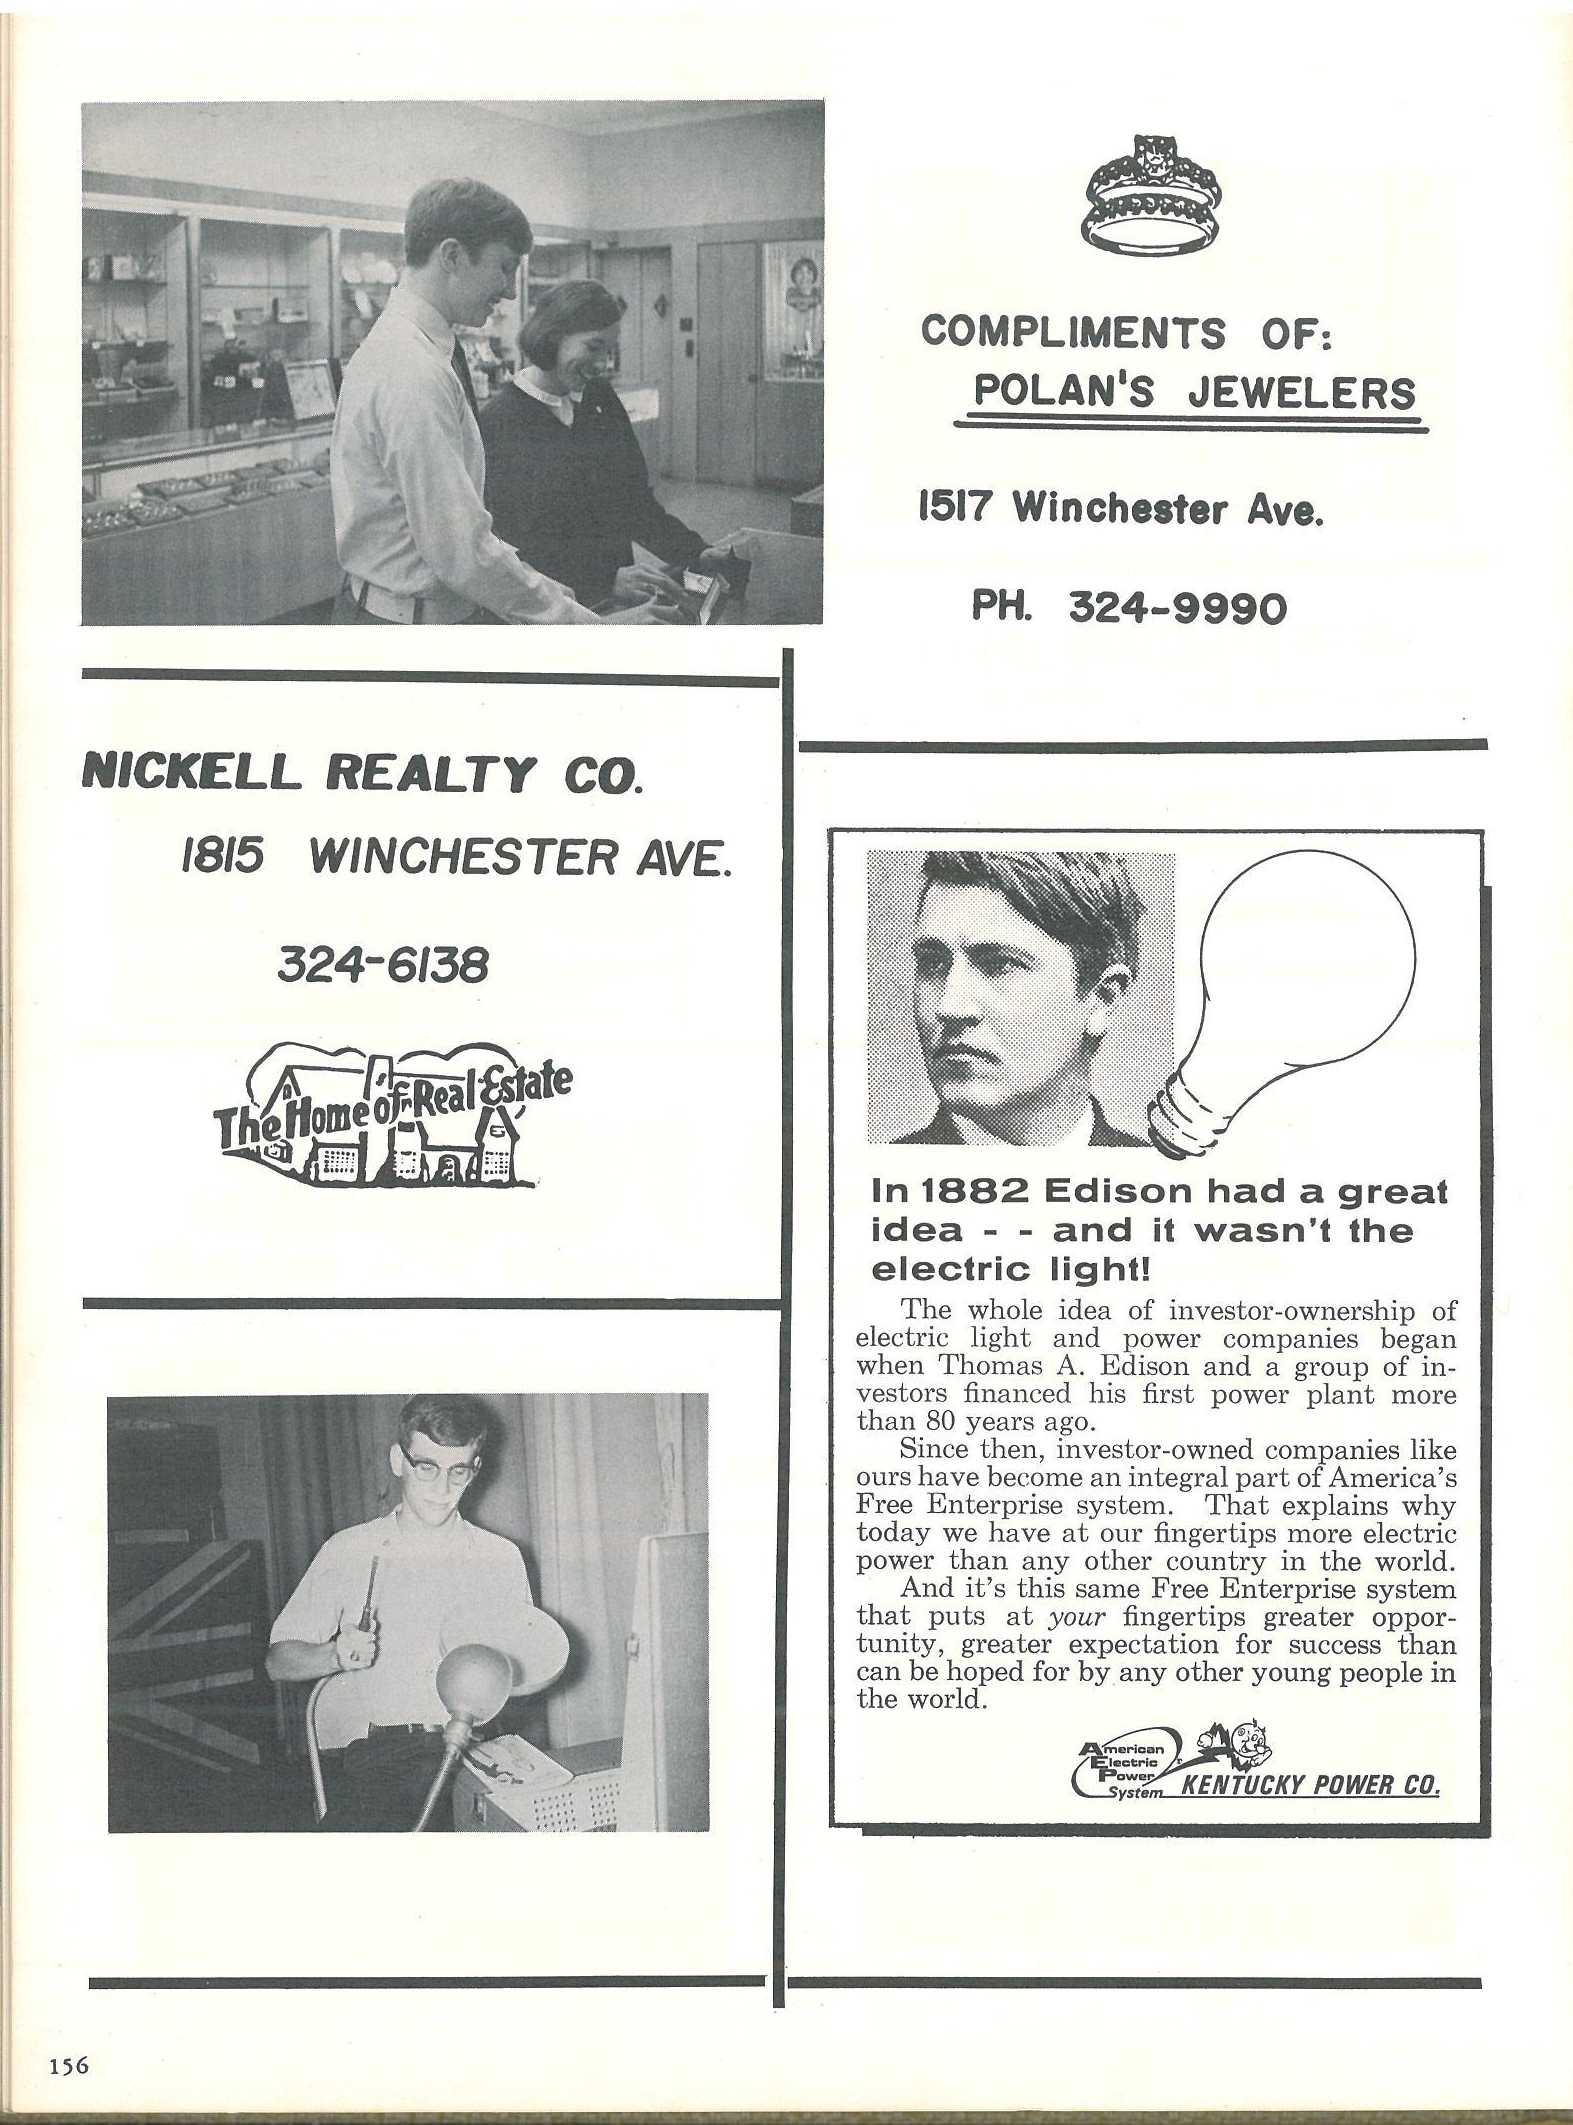 COMPLIMENTS OF:
POLAN'S JEWELERS
1517 Winchester Ave.
PH. 324-9990
NICKELL REALTY CO.
1815 WINCHESTER AVE.
324-6138
The Home of Real Estate
In 1882 Edison had a great
idea - - and it wasn't the
electric light!
The whole idea of investor-ownership of
electric light and power companies began
when Thomas A. Edison and a group of in-
vestors financed his first power plant more
than 80 years ago.
Since then, investor-owned companies like
ours have become an integral part of America's
Free Enterprise system. That explains why
today we have at our fingertips more electric
power than any other country in the world.
And it's this same Free Enterprise system
that puts at your fingertips greater oppor-
tunity, greater expectation for success than
can be hoped for by any other young people in
the world.
American
Electric
Power
System
KENTUCKY POWER CO.
156